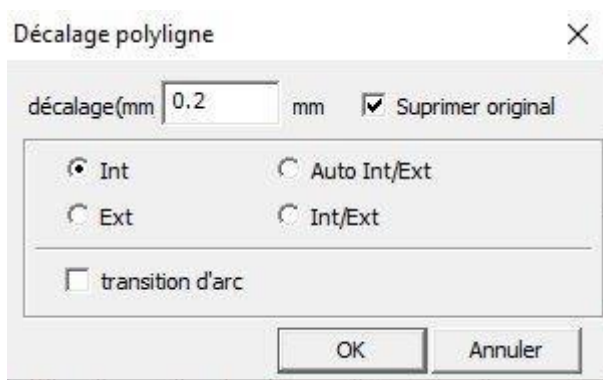 Décalage polyligne
décalage(mm 0.2 mm Suprimer original
Int Auto Int/Ext
Ext Int/Ext
transition d'arc
OK Annuler